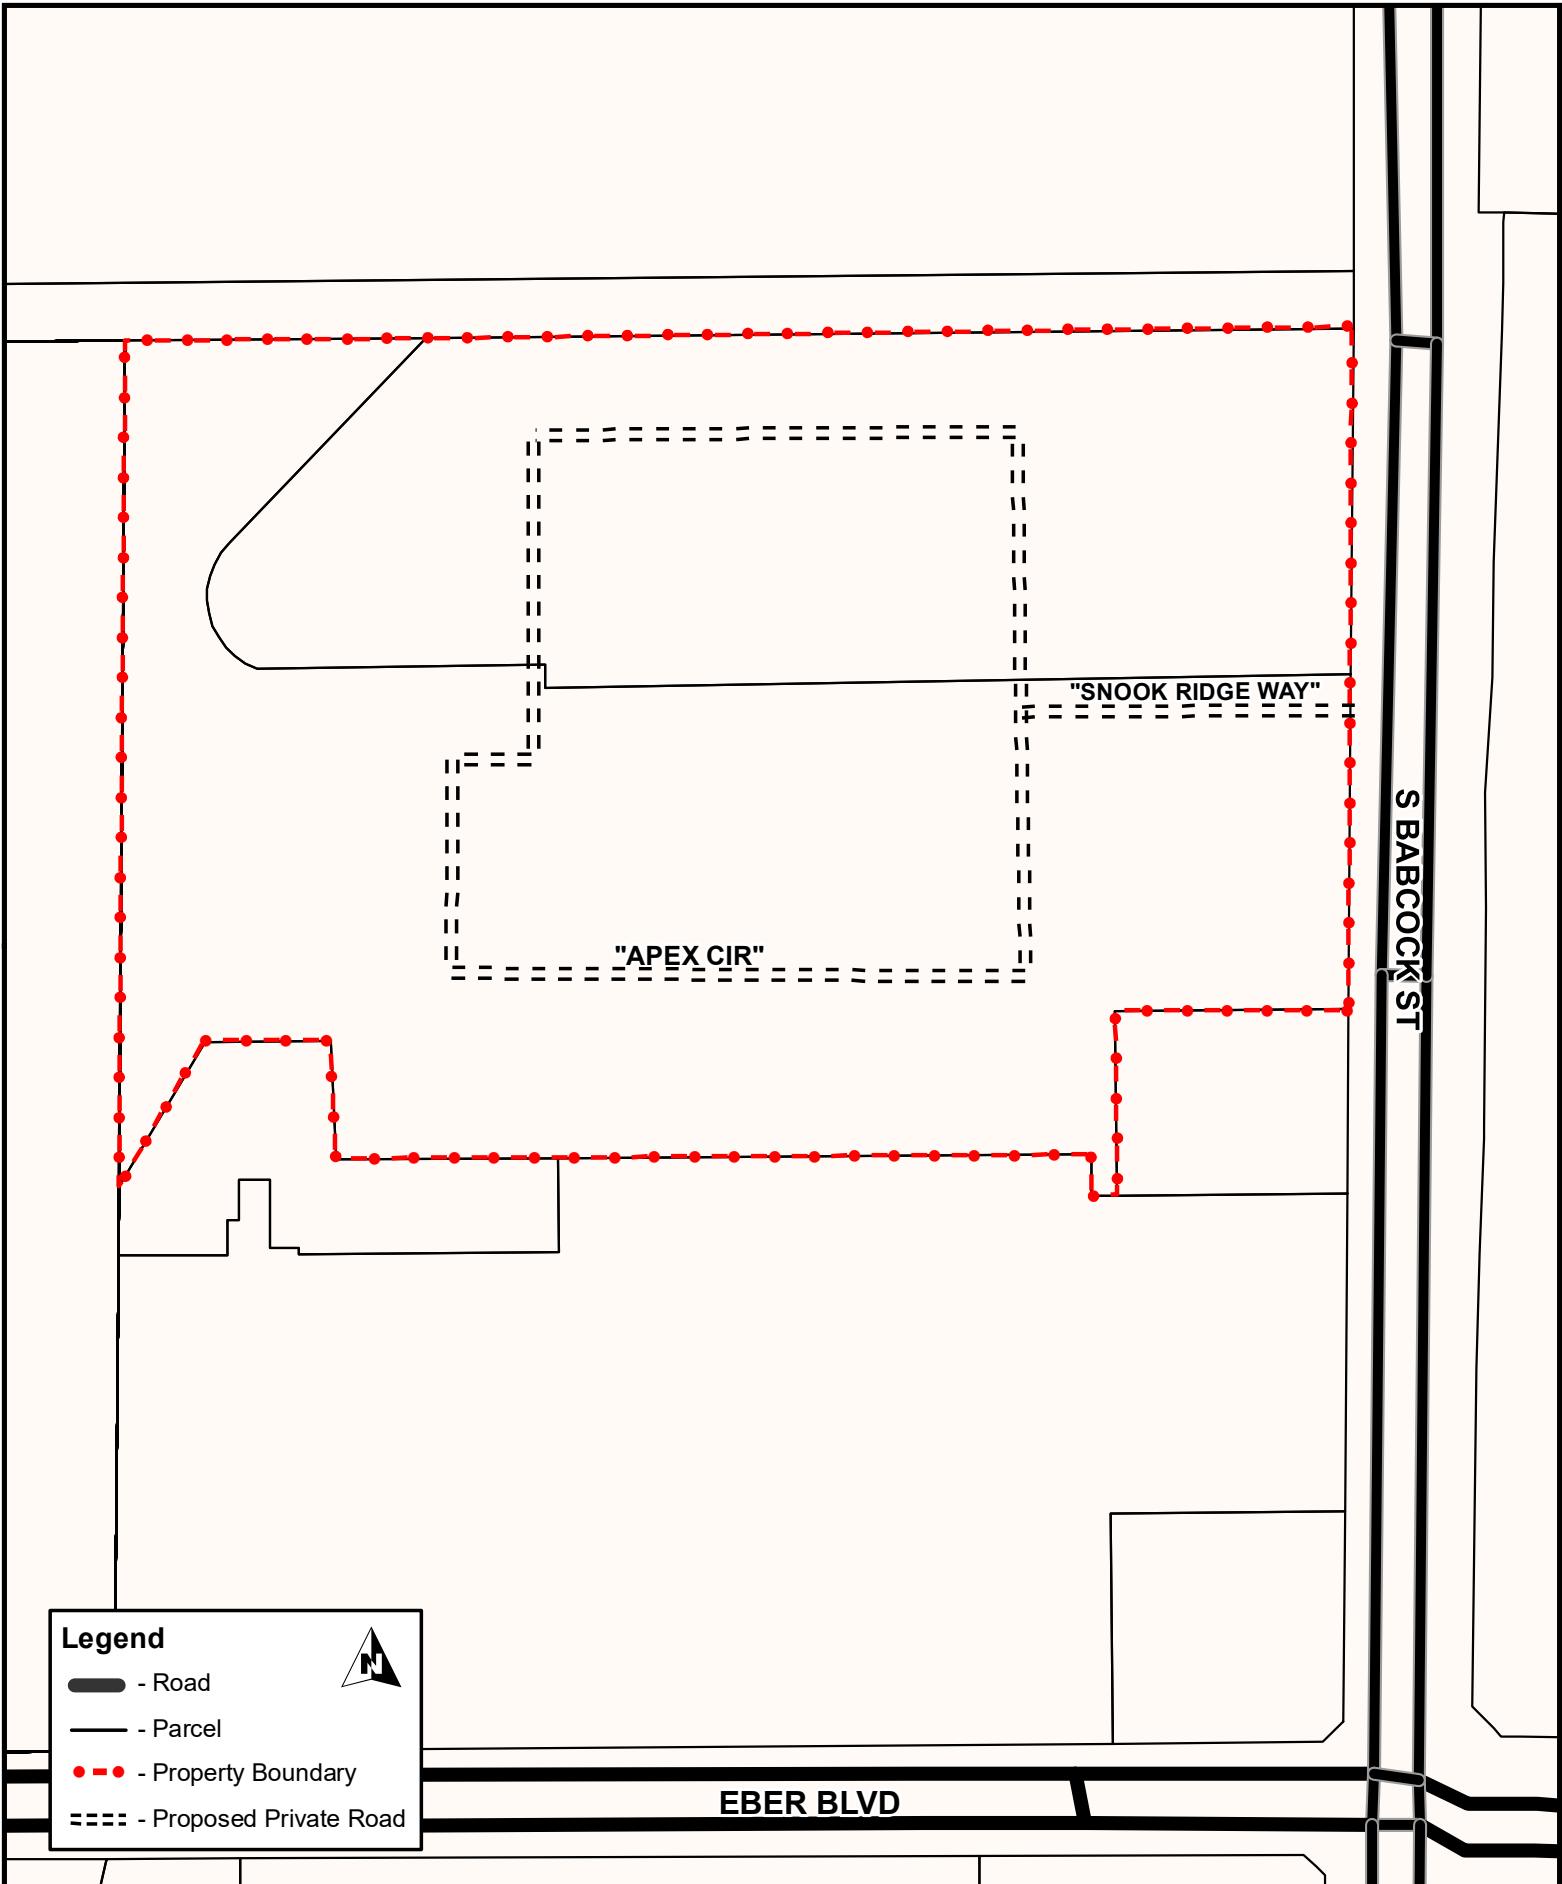 "SNOOK RIDGE WAY"
S BABCOCK ST
"APEX CIR"
Legend
N
- Road
- Parcel
- Property Boundary
- Proposed Private Road
EBER BLVD